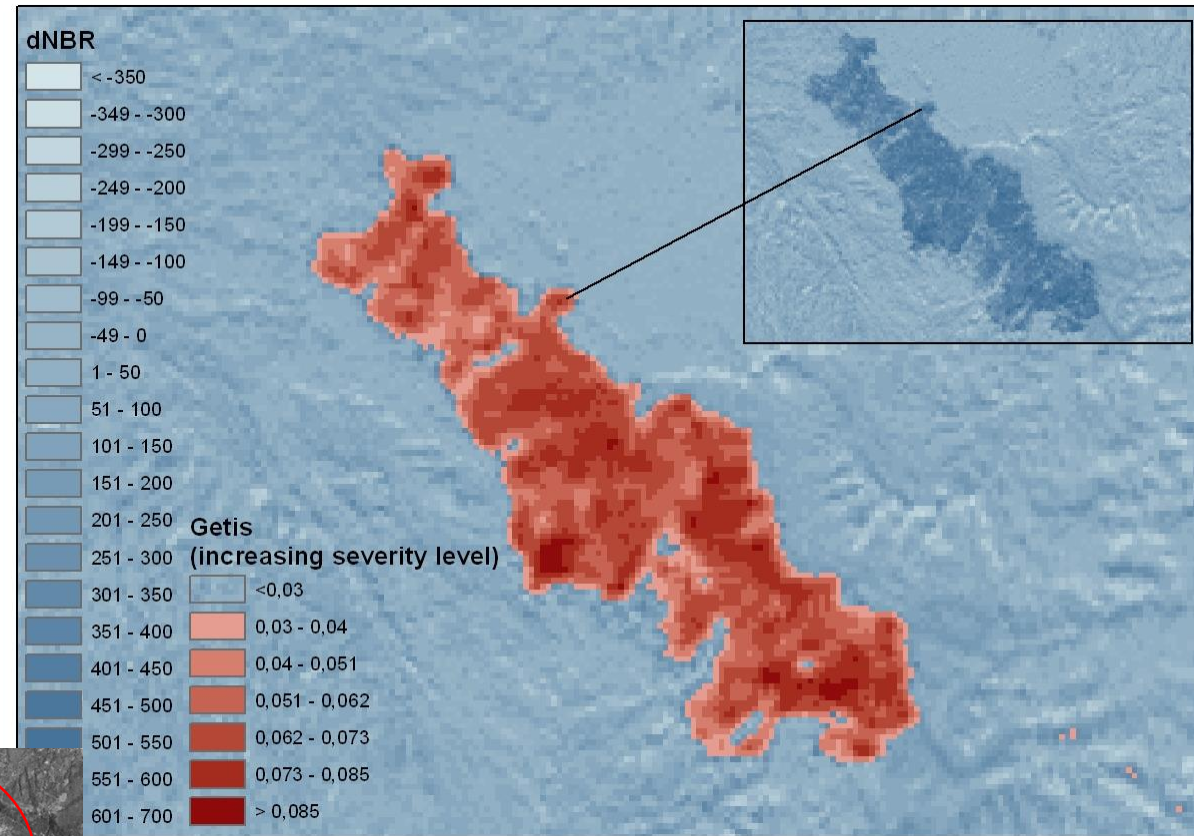 dNBR
< -350
-349 - -300
-299 - -250
-249 - -200
-199 - -150
-149 - -100
-99 - -50
-49 - 0
1 - 50
51 - 100
101 - 150
151 - 200
201 - 250
251 - 300
301 - 350
351 - 400
401 - 450
451 - 500
501 - 550
551 - 600
601 - 700
Getis
(increasing severity level)
<0,03
0,03 - 0,04
0,04 - 0,051
0,051 - 0,062
0,062 - 0,073
0,073 - 0,085
> 0,085